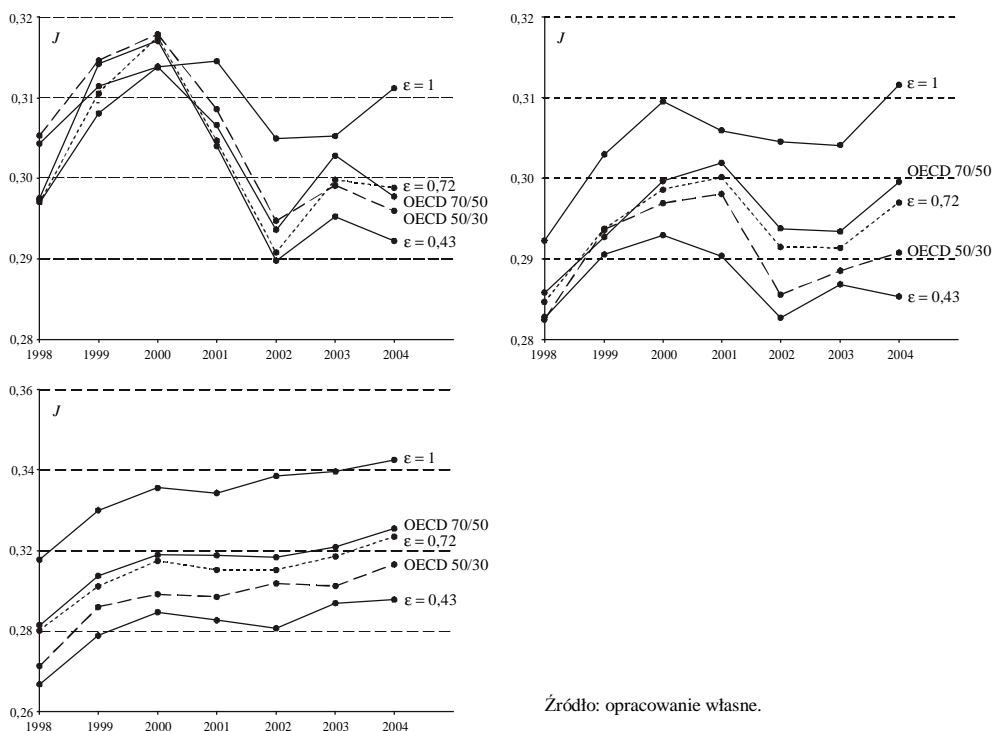 0,32
J
0,31
0,30
0,29
0,28
1998 1999 2000 2001 2002 2003 2004
ε = 1
ε = 0,72
OECD 70/50
OECD 50/30
ε = 0,43
0,32
J
0,31
0,30
0,29
0,28
1998 1999 2000 2001 2002 2003 2004
ε = 1
OECD 70/50
ε = 0,72
OECD 50/30
ε = 0,43
0,36
J
0,34
0,32
0,28
0,26
1998 1999 2000 2001 2002 2003 2004
ε = 1
OECD 70/50
ε = 0,72
OECD 50/30
ε = 0,43
Źródło: opracowanie własne.